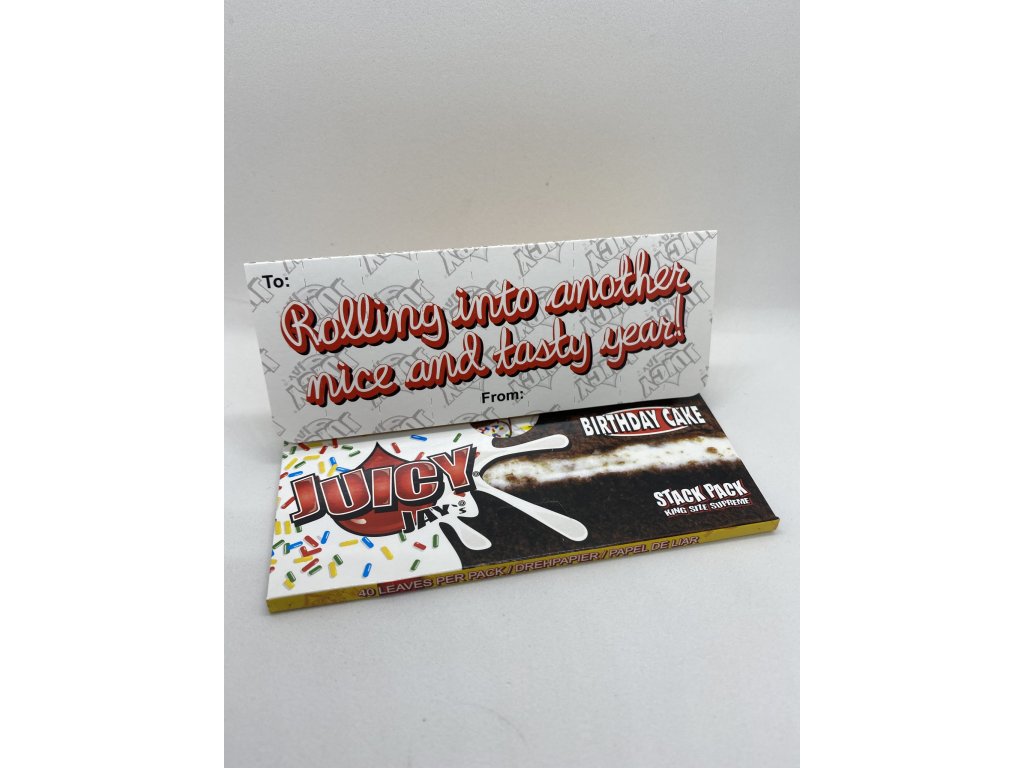 To:
Rolling into another
nice and tasty year!
From:
BIRTHDAY CAKE
JUICY®
JAY's®
STACK PACK
KING SIZE SUPREME
40 LEAVES PER PACK / DREHPAPIER / PAPEL DE LIAR